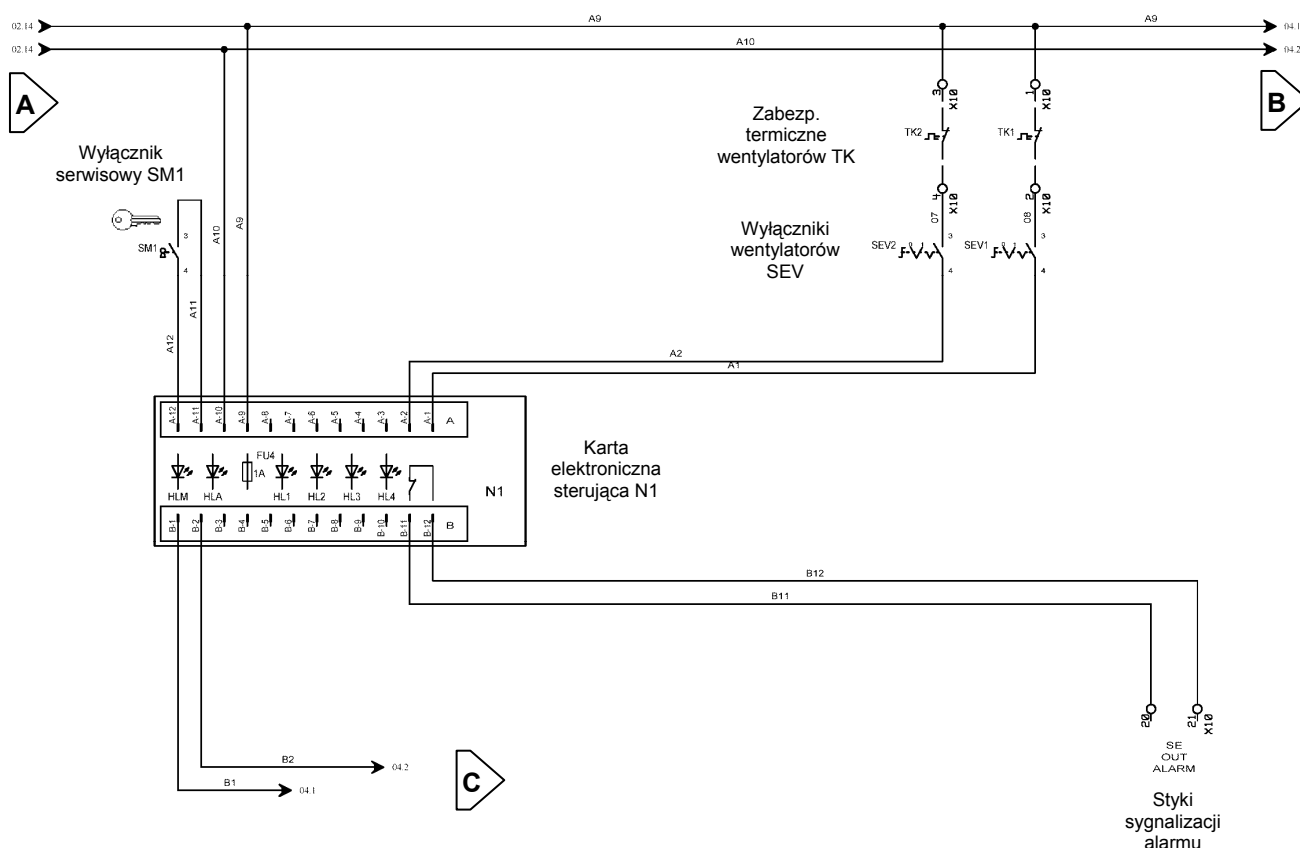 A9
A9
02.14
04.1
02.14
A10
04.2
A
B
3
X10
1
X10
Zabezp.
termiczne
wentylatorów TK
TK2
TK1
Wyłącznik
serwisowy SM1
4
X10
2
X10
07
08
Wyłączniki
wentylatorów
SEV
SEV2
0
1
3
4
SEV1
0
1
3
4
SM1
3
4
A10
A9
A11
A12
A2
A1
A-12
A-11
A-10
A-9
A-8
A-7
A-6
A-5
A-4
A-3
A-2
A-1
A
FU4
1A
HLM
HLA
HL1
HL2
HL3
HL4
N1
Karta
elektroniczna
sterująca N1
B-1
B-2
B-3
B-4
B-5
B-6
B-7
B-8
B-9
B-10
B-11
B-12
B
B12
B11
20
21
X10
SE
OUT
ALARM
B2
04.2
B1
04.1
C
Styki
sygnalizacji
alarmu